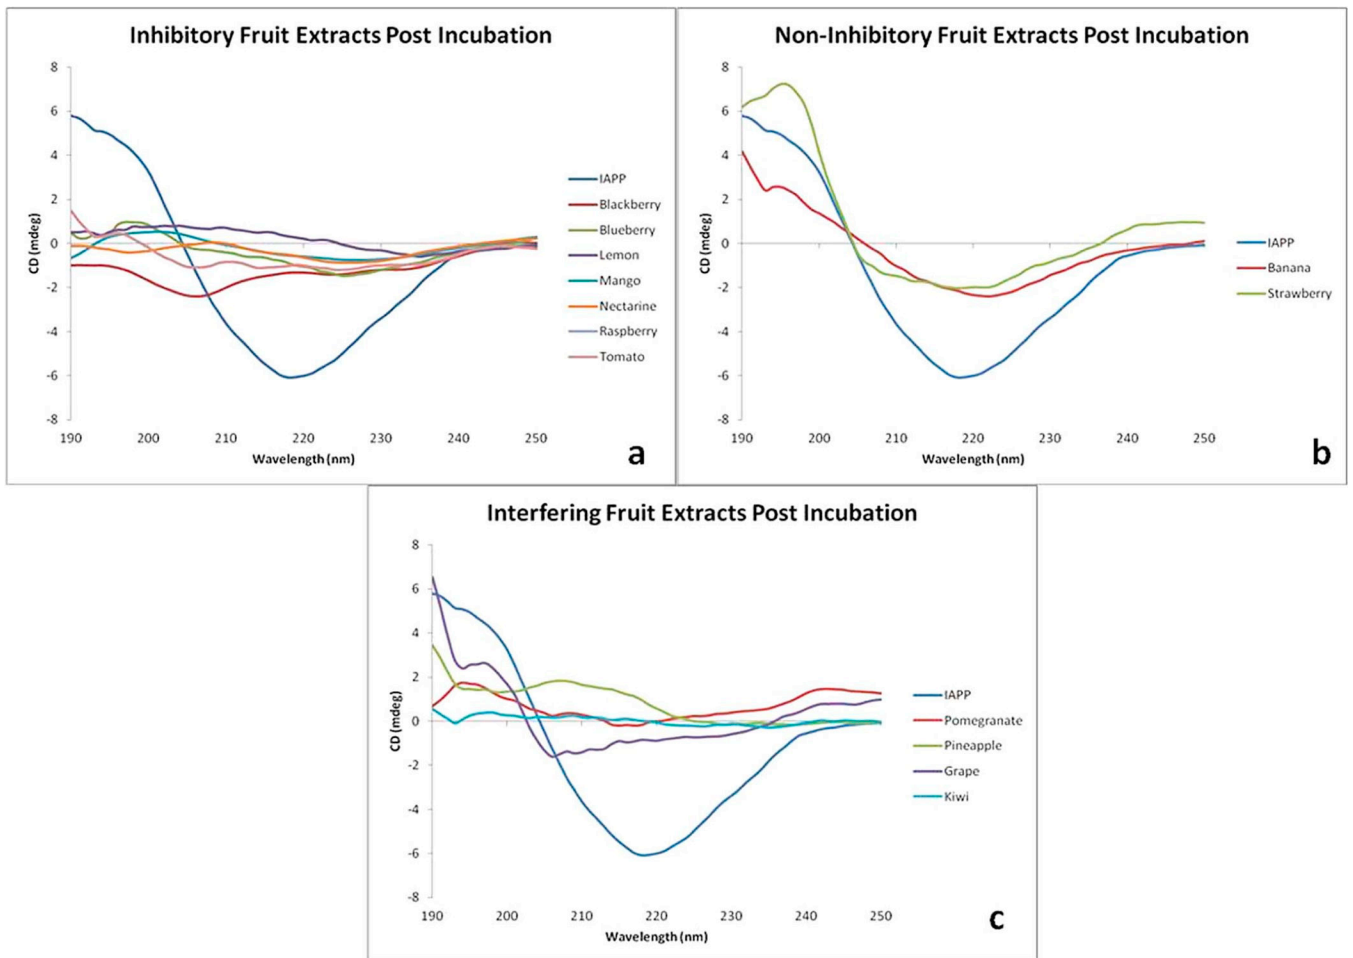 Inhibitory Fruit Extracts Post Incubation
8
6
4
2
0
-2
-4
-6
-8
CD (mdeg)
190 200 210 220 230 240 250
Wavelength (nm)
IAPP
Blackberry
Blueberry
Lemon
Mango
Nectarine
Raspberry
Tomato
a
Non-Inhibitory Fruit Extracts Post Incubation
8
6
4
2
0
-2
-4
-6
-8
CD (mdeg)
190 200 210 220 230 240 250
Wavelength (nm)
IAPP
Banana
Strawberry
b
Interfering Fruit Extracts Post Incubation
8
6
4
2
0
-2
-4
-6
-8
CD (mdeg)
190 200 210 220 230 240 250
Wavelength (nm)
IAPP
Pomegranate
Pineapple
Grape
Kiwi
c